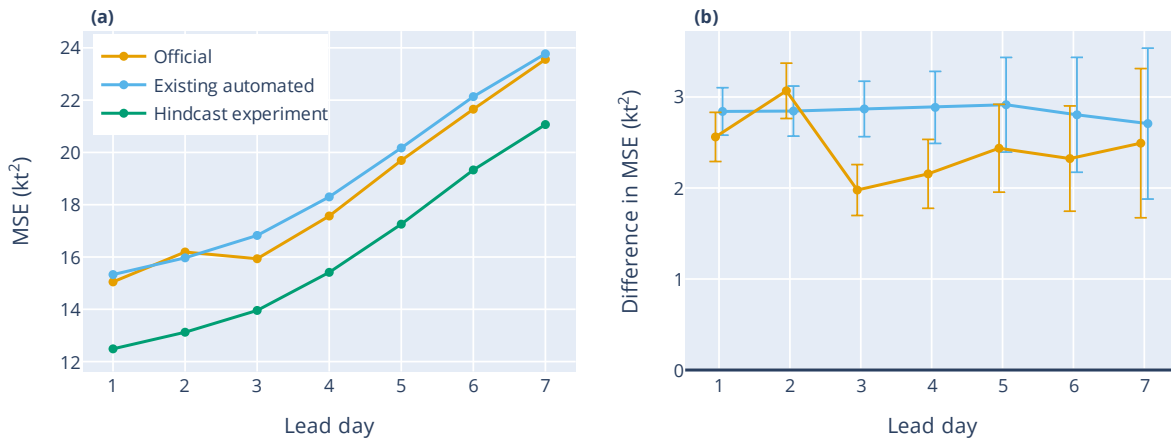 (a)
24
22
20
18
16
14
12
MSE (kt²)
Official
Existing automated
Hindcast experiment
1 2 3 4 5 6 7
Lead day
(b)
3
2
1
0
Difference in MSE (kt²)
1 2 3 4 5 6 7
Lead day